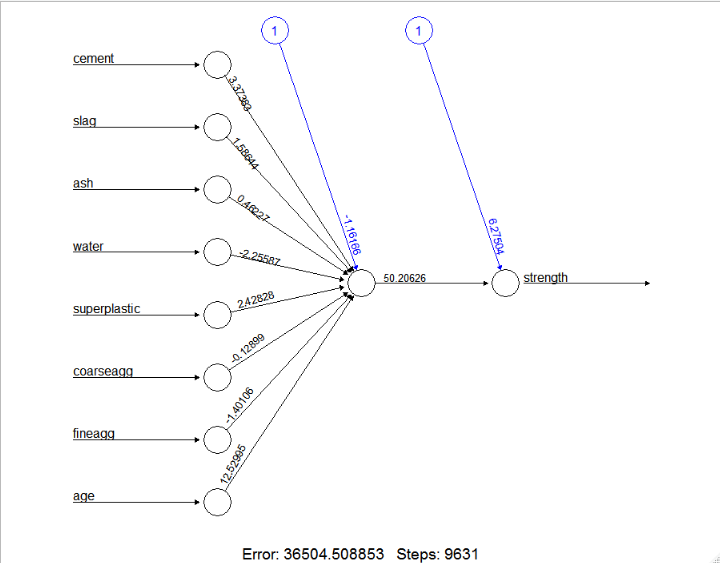 1
1
cement
3.37383
slag
1.58644
ash
0.46227
-1.16166
6.27504
water
-2.25587
50.20626
strength
superplastic
2.42828
coarseagg
-0.12899
fineagg
-1.40106
age
12.52995
Error: 36504.508853 Steps: 9631